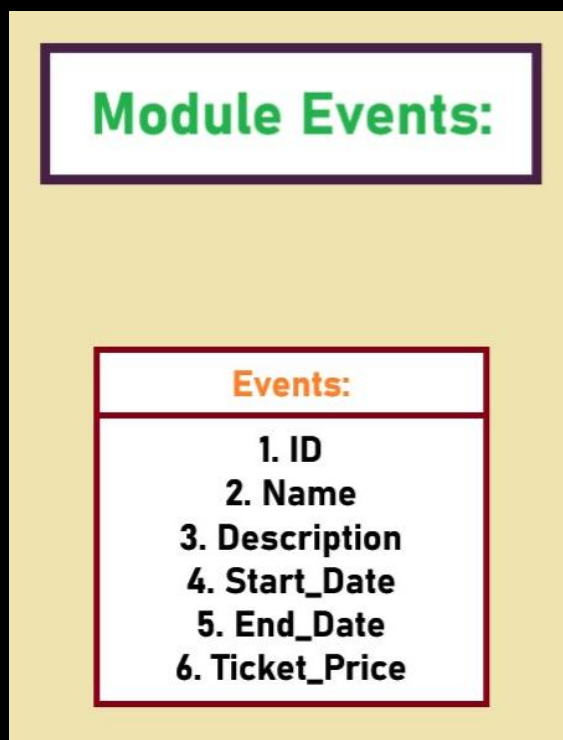 Module Events:
Events:
1. ID
2. Name
3. Description
4. Start_Date
5. End_Date
6. Ticket_Price